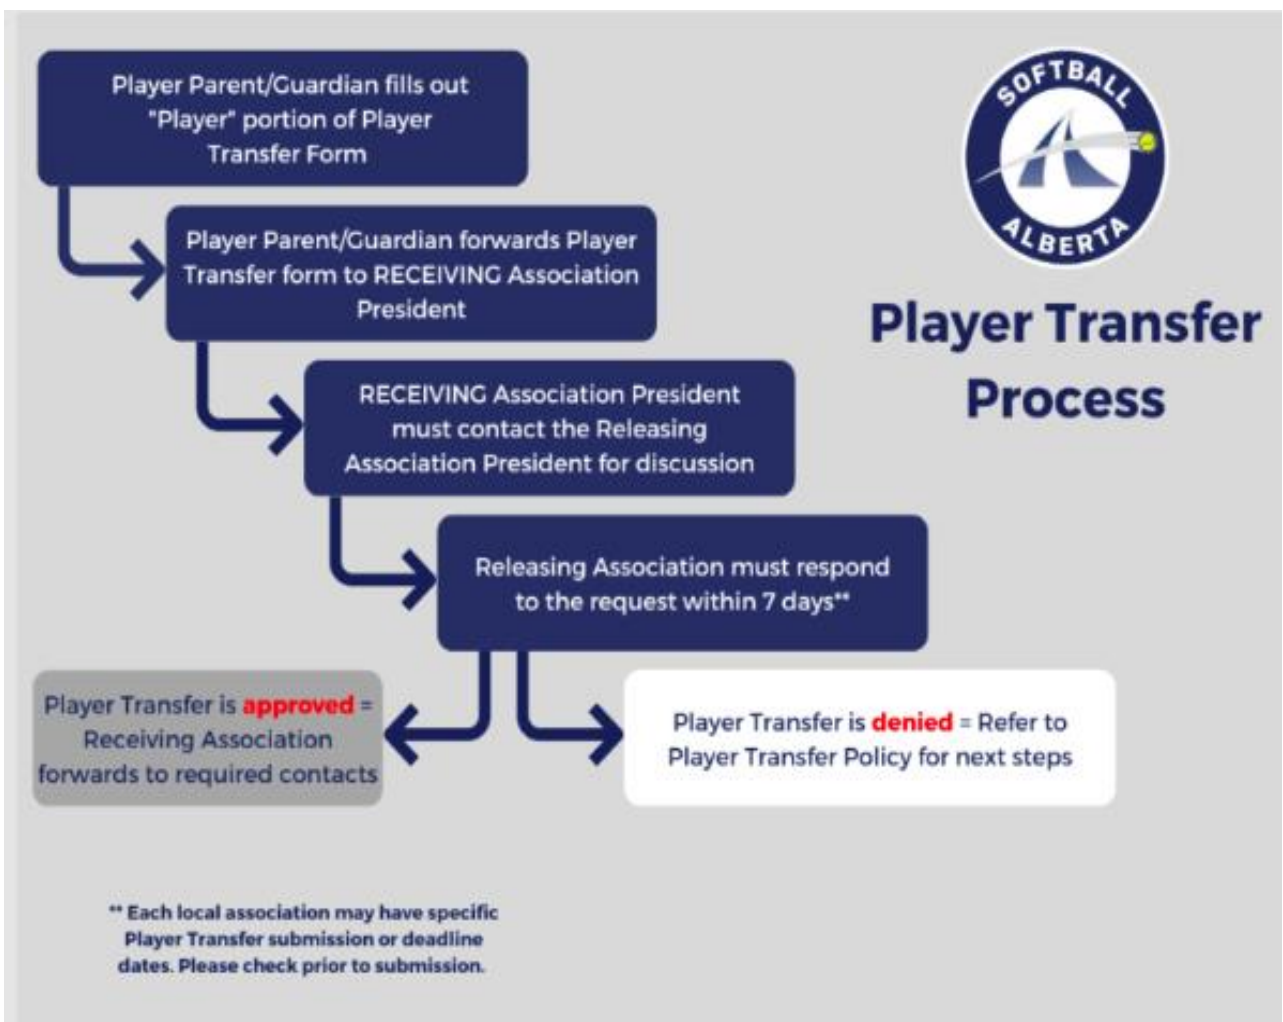 Player Parent/Guardian fills out
"Player" portion of Player
Transfer Form
SOFTBALL
ALBERTA
Player Parent/Guardian forwards Player
Transfer form to RECEIVING Association
President
Player Transfer
Process
RECEIVING Association President
must contact the Releasing
Association President for discussion
Releasing Association must respond
to the request within 7 days**
Player Transfer is approved =
Receiving Association
forwards to required contacts
Player Transfer is denied = Refer to
Player Transfer Policy for next steps
** Each local association may have specific
Player Transfer submission or deadline
dates. Please check prior to submission.